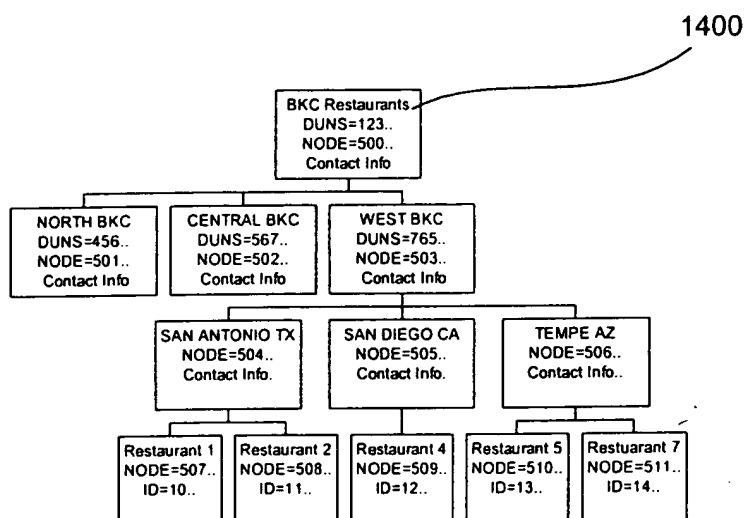 1400
BKC Restaurants
DUNS=123..
NODE=500..
Contact Info
NORTH BKC
DUNS=456..
NODE=501..
Contact Info
CENTRAL BKC
DUNS=567..
NODE=502..
Contact Info
WEST BKC
DUNS=765..
NODE=503..
Contact Info
SAN ANTONIO TX
NODE=504..
Contact Info.
SAN DIEGO CA
NODE=505..
Contact Info.
TEMPE AZ
NODE=506..
Contact Info..
Restaurant 1
NODE=507..
ID=10..
Restaurant 2
NODE=508..
ID=11..
Restaurant 4
NODE=509..
ID=12..
Restaurant 5
NODE=510..
ID=13..
Restuarant 7
NODE=511..
ID=14..